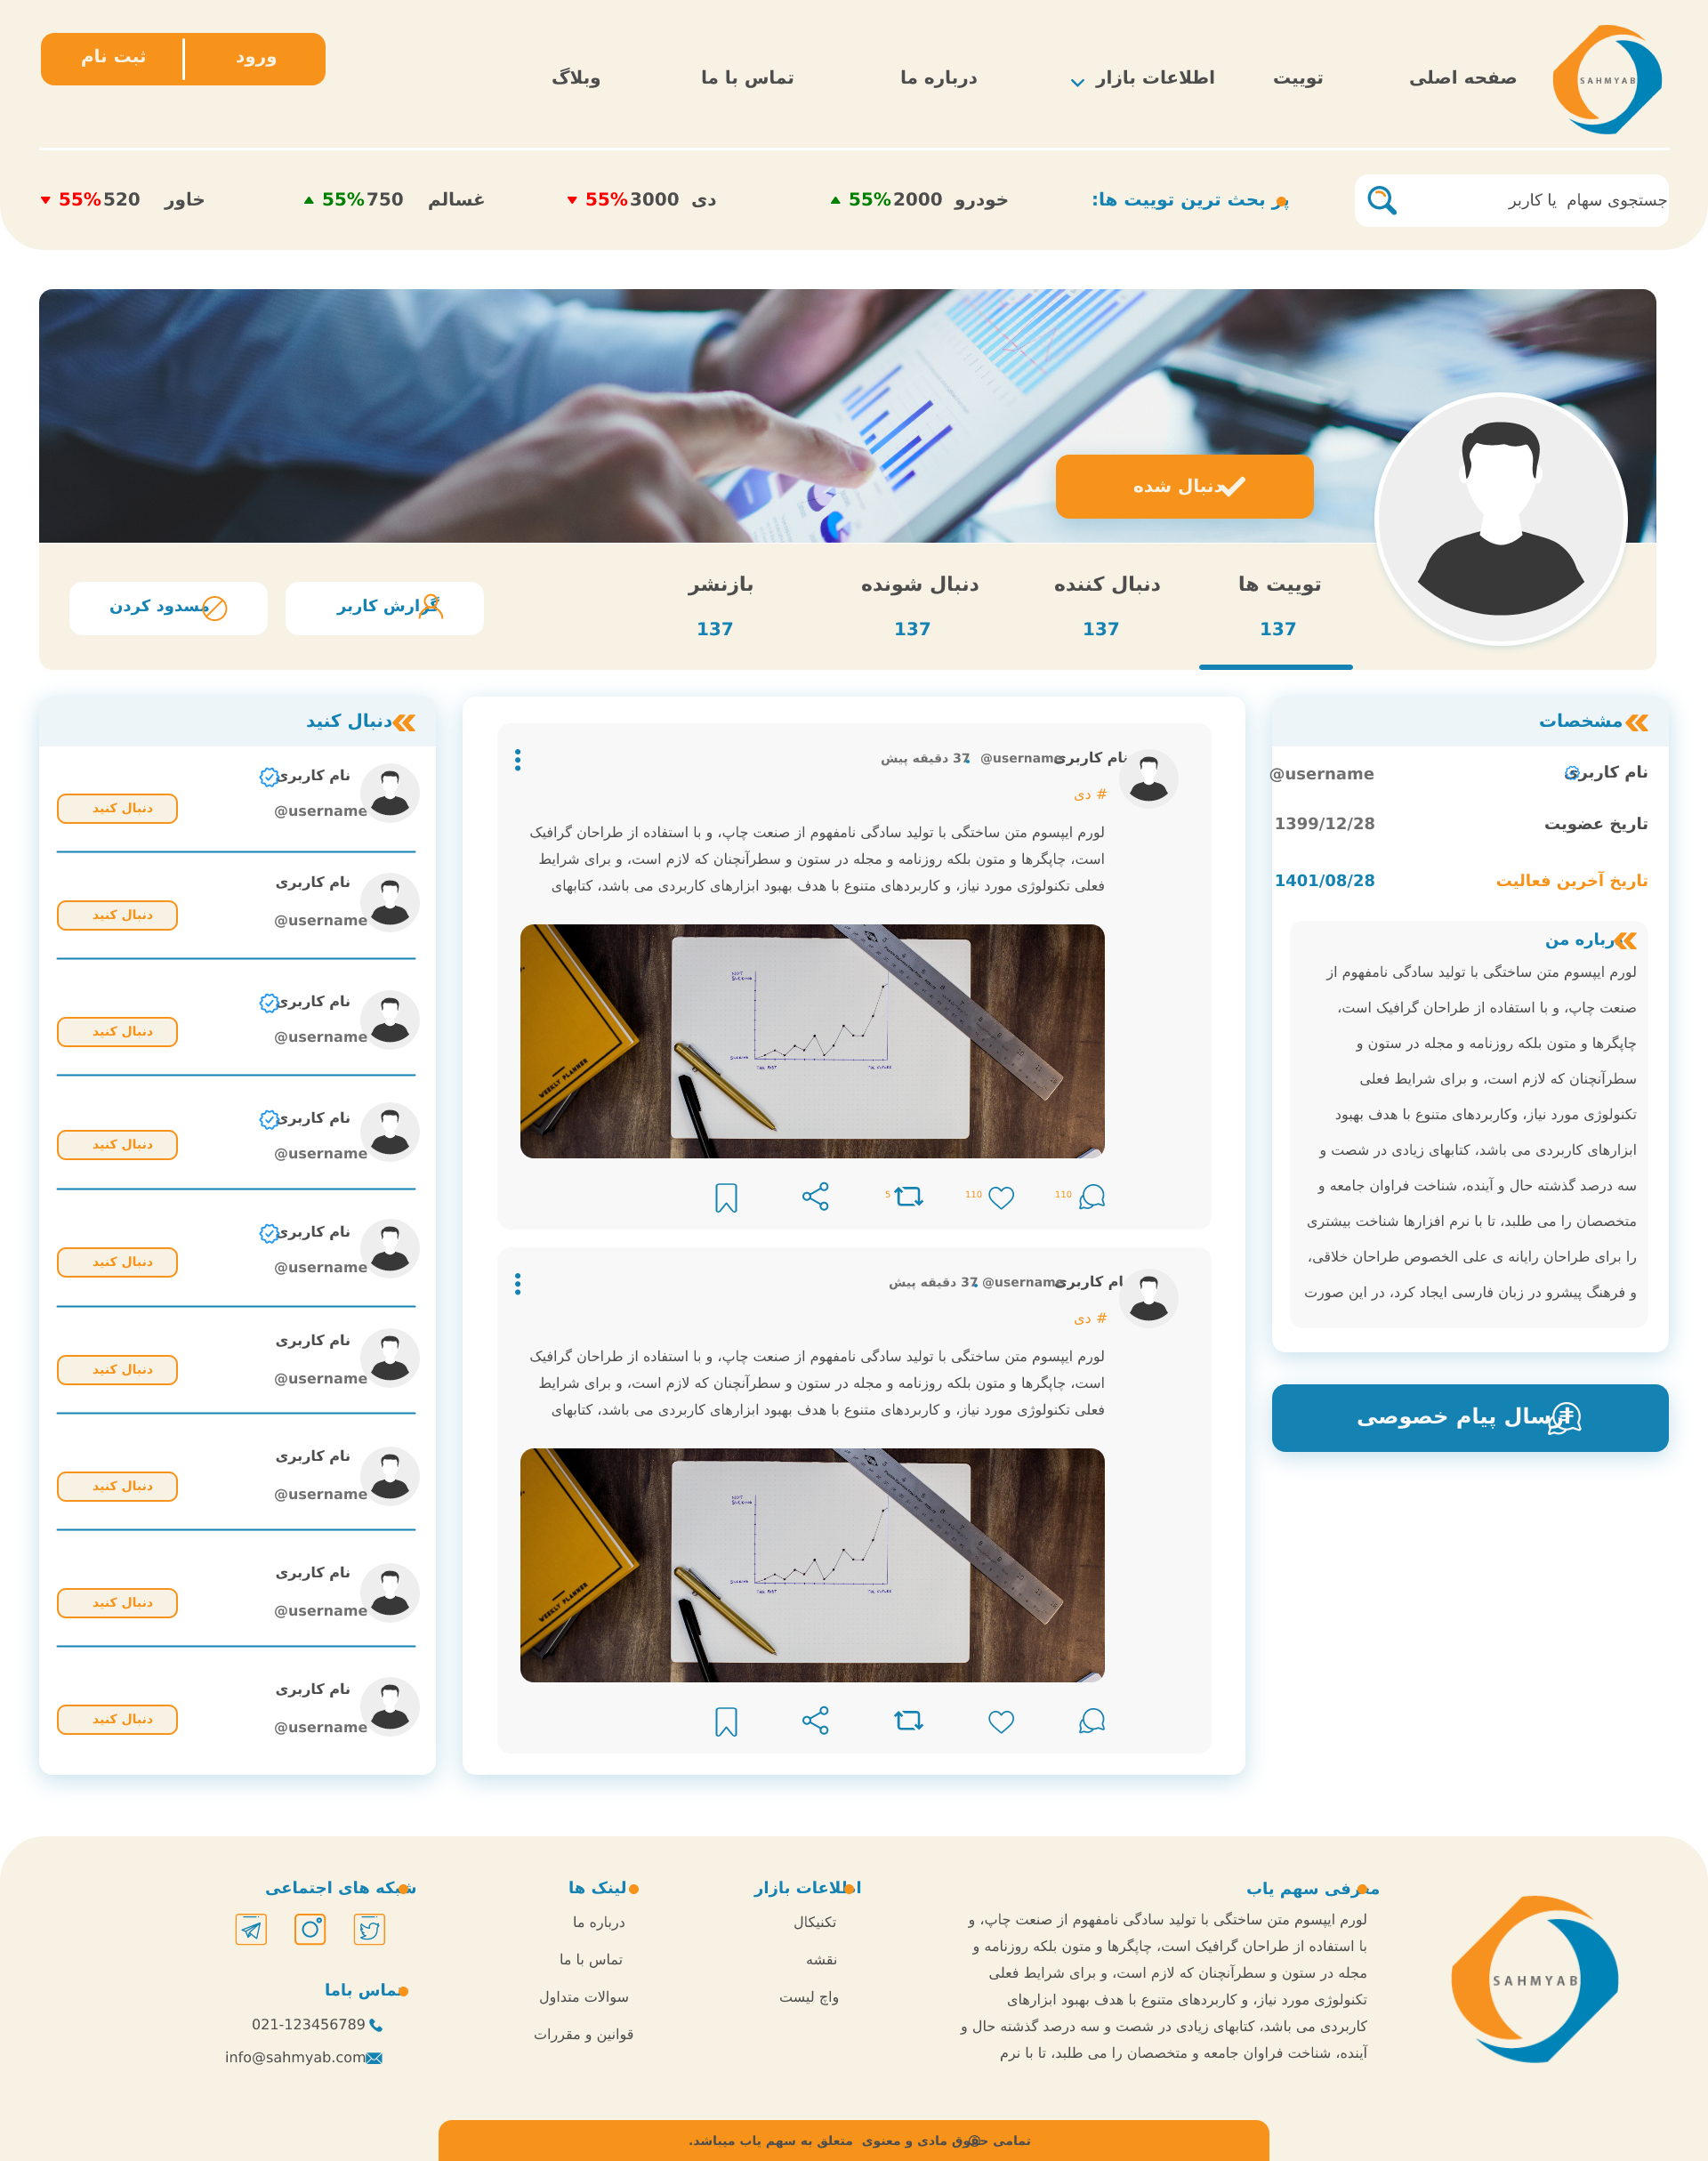 SAHMYAB
صفحه اصلی
توییت
اطلاعات بازار
درباره ما
تماس با ما
وبلاگ
ورود
ثبت نام
جستجوی سهام یا کاربر
پر بحث ترین توییت ها:
خودرو 2000 55%
دی 3000 55%
غسالم 750 55%
خاور 520 55%
دنبال شده
توییت ها
137
دنبال کننده
137
دنبال شونده
137
بازنشر
137
گزارش کاربر
مسدود کردن
مشخصات
نام کاربری
@username
تاریخ عضویت
1399/12/28
تاریخ آخرین فعالیت
1401/08/28
درباره من
لورم ایپسوم متن ساختگی با تولید سادگی نامفهوم از
صنعت چاپ، و با استفاده از طراحان گرافیک است،
چاپگرها و متون بلکه روزنامه و مجله در ستون و
سطرآنچنان که لازم است، و برای شرایط فعلی
تکنولوژی مورد نیاز، وکاربردهای متنوع با هدف بهبود
ابزارهای کاربردی می باشد، کتابهای زیادی در شصت و
سه درصد گذشته حال و آینده، شناخت فراوان جامعه و
متخصصان را می طلبد، تا با نرم افزارها شناخت بیشتری
را برای طراحان رایانه ی علی الخصوص طراحان خلاقی،
و فرهنگ پیشرو در زبان فارسی ایجاد کرد، در این صورت
ارسال پیام خصوصی
نام کاربری @username 37 دقیقه پیش
# دی
لورم ایپسوم متن ساختگی با تولید سادگی نامفهوم از صنعت چاپ، و با استفاده از طراحان گرافیک
است، چاپگرها و متون بلکه روزنامه و مجله در ستون و سطرآنچنان که لازم است، و برای شرایط
فعلی تکنولوژی مورد نیاز، و کاربردهای متنوع با هدف بهبود ابزارهای کاربردی می باشد، کتابهای
WEEKLY PLANNER
110
110
5
نام کاربری @username 37 دقیقه پیش
# دی
لورم ایپسوم متن ساختگی با تولید سادگی نامفهوم از صنعت چاپ، و با استفاده از طراحان گرافیک
است، چاپگرها و متون بلکه روزنامه و مجله در ستون و سطرآنچنان که لازم است، و برای شرایط
فعلی تکنولوژی مورد نیاز، و کاربردهای متنوع با هدف بهبود ابزارهای کاربردی می باشد، کتابهای
WEEKLY PLANNER
دنبال کنید
نام کاربری
@username
دنبال کنید
نام کاربری
@username
دنبال کنید
نام کاربری
@username
دنبال کنید
نام کاربری
@username
دنبال کنید
نام کاربری
@username
دنبال کنید
نام کاربری
@username
دنبال کنید
نام کاربری
@username
دنبال کنید
نام کاربری
@username
دنبال کنید
نام کاربری
@username
دنبال کنید
SAHMYAB
معرفی سهم یاب
لورم ایپسوم متن ساختگی با تولید سادگی نامفهوم از صنعت چاپ، و
با استفاده از طراحان گرافیک است، چاپگرها و متون بلکه روزنامه و
مجله در ستون و سطرآنچنان که لازم است، و برای شرایط فعلی
تکنولوژی مورد نیاز، و کاربردهای متنوع با هدف بهبود ابزارهای
کاربردی می باشد، کتابهای زیادی در شصت و سه درصد گذشته حال و
آینده، شناخت فراوان جامعه و متخصصان را می طلبد، تا با نرم
اطلاعات بازار
تکنیکال
نقشه
واچ لیست
لینک ها
درباره ما
تماس با ما
سوالات متداول
قوانین و مقررات
شبکه های اجتماعی
تماس باما
021-123456789
info@sahmyab.com
تمامی حقوق مادی و معنوی متعلق به سهم یاب میباشد.